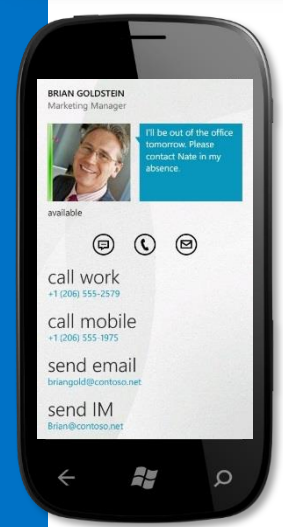 BRIAN GOLDSTEIN
Marketing Manager
I'll be out of the office
tomorrow. Please
contact Nate in my
absence.
available
call work
+1 (206) 555-2579
call mobile
+1 (206) 555-1975
send email
briangold@contoso.net
send IM
Brian@contoso.net